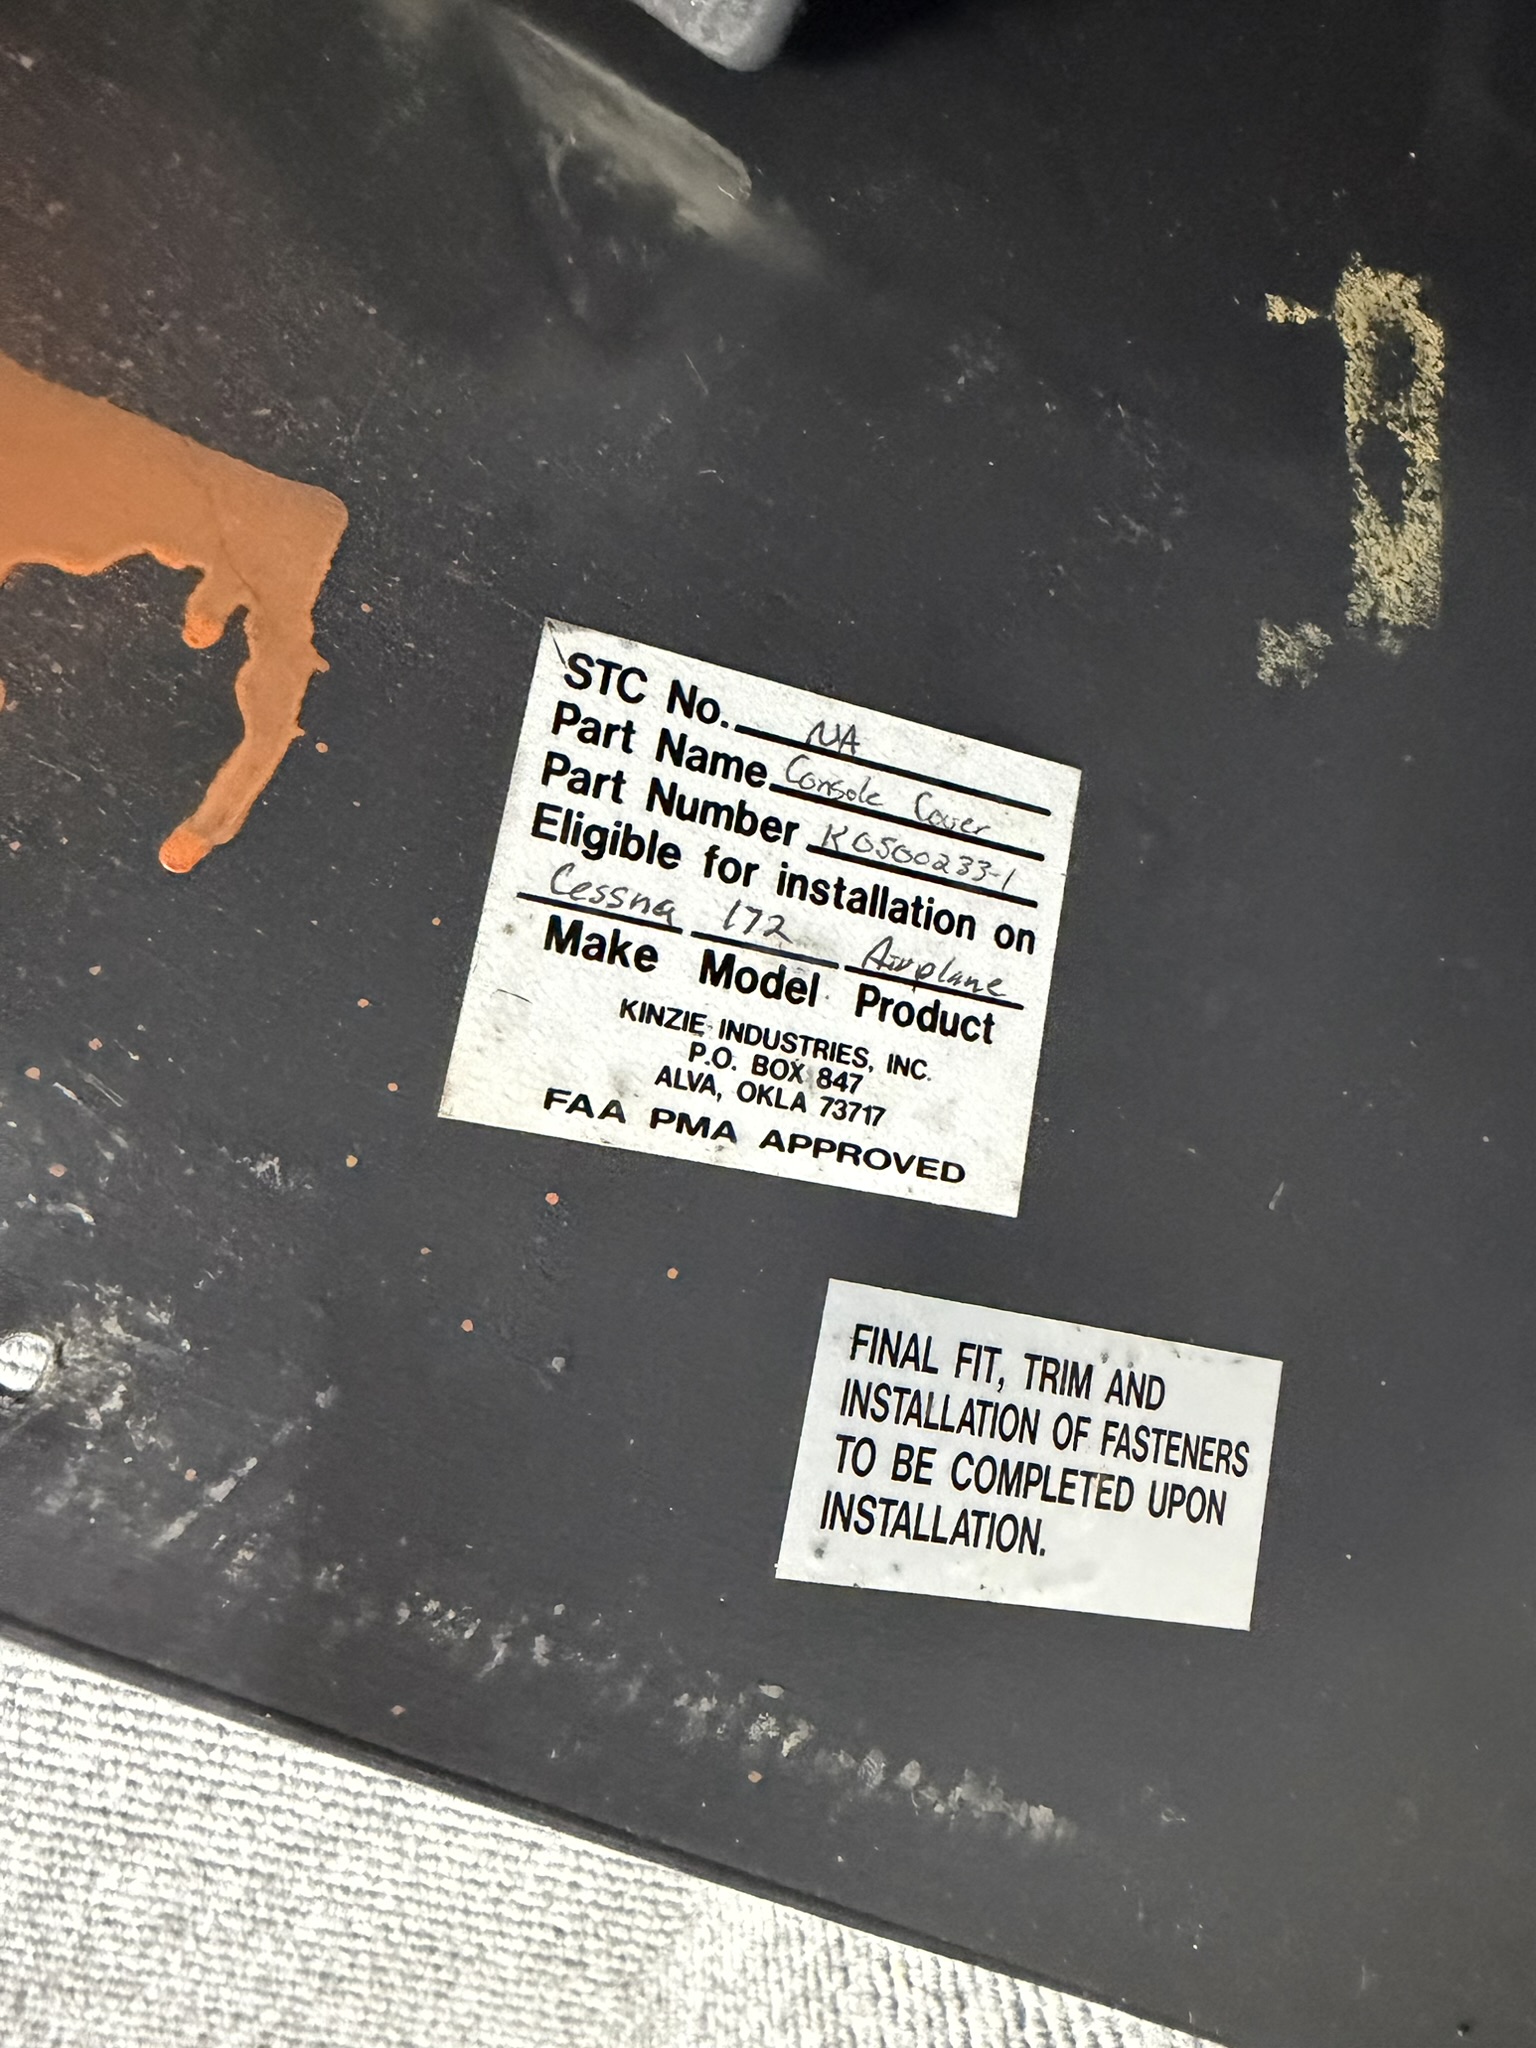 STC No. NA
Part Name Console Cover
Part Number K0500233-1
Eligible for installation on
Cessna 172 Airplane
Make Model Product
KINZIE INDUSTRIES, INC.
P.O. BOX 847
ALVA, OKLA 73717
FAA PMA APPROVED
FINAL FIT, TRIM AND
INSTALLATION OF FASTENERS
TO BE COMPLETED UPON
INSTALLATION.